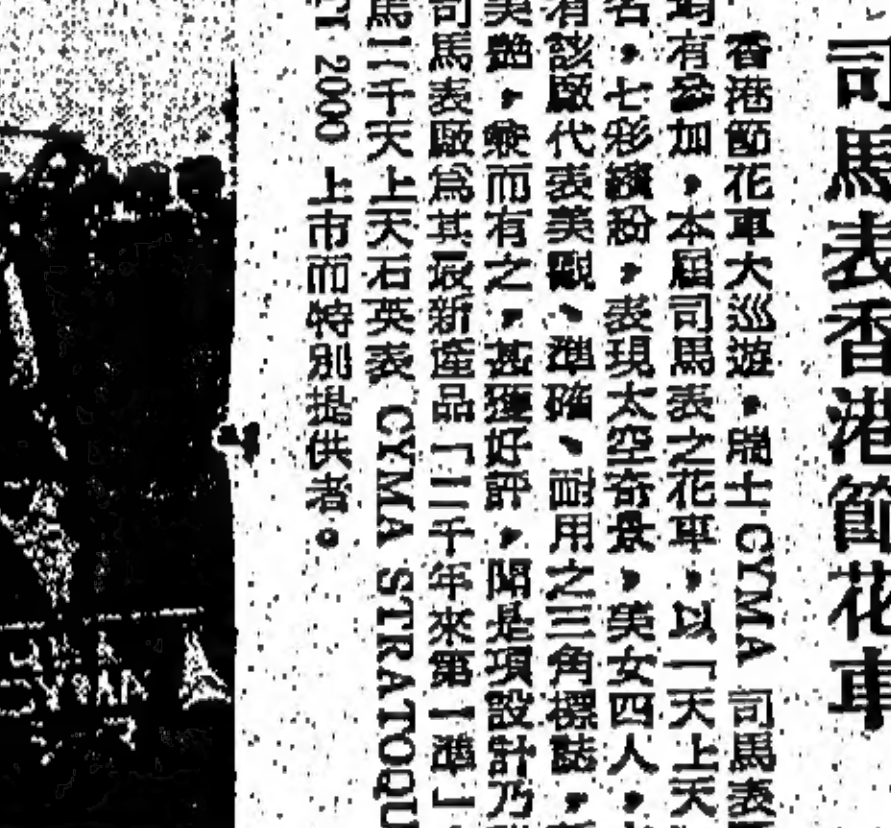 司馬表香港節花車
香港節花車大巡遊,瑞士 CYMA 司馬表
均有參加,本屆司馬表之花車,以「天上天
名,七彩繽紛,表現太空奇景,美女四人,
有該廠代表美觀、準確、耐用之三角標誌,
美艷,兼而有之,甚獲好評,聞是項設計乃
司馬表廠爲其最新產品「二千年來第一準」
馬二千天上天石英表 CYMA STRATOQU
2000 上市而特別提供者。